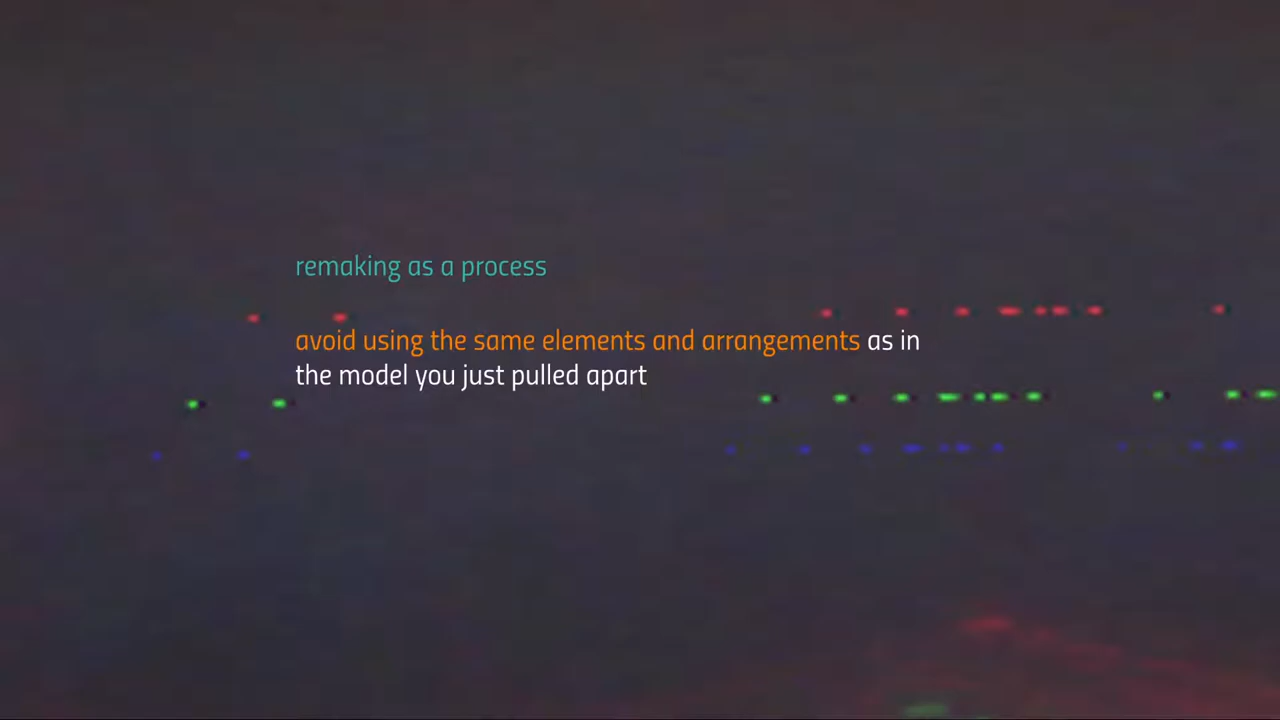 remaking as a process
avoid using the same elements and arrangements as in
the model you just pulled apart